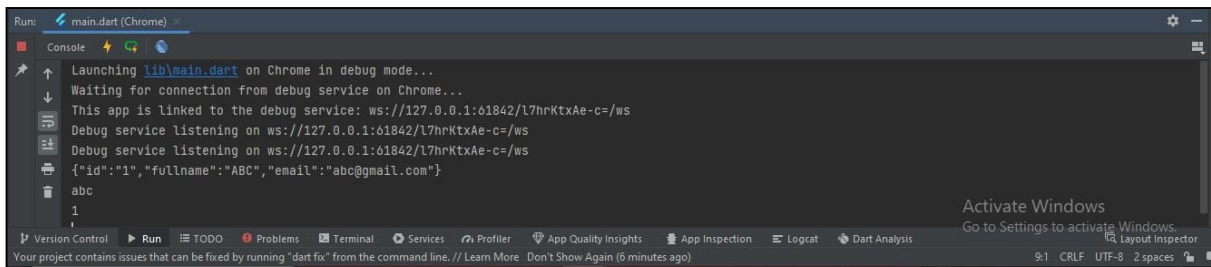 Run: main.dart (Chrome)
Console
Launching lib\main.dart on Chrome in debug mode...
Waiting for connection from debug service on Chrome...
This app is linked to the debug service: ws://127.0.0.1:61842/l7hrKtxAe-c=/ws
Debug service listening on ws://127.0.0.1:61842/l7hrKtxAe-c=/ws
Debug service listening on ws://127.0.0.1:61842/l7hrKtxAe-c=/ws
{"id":"1","fullname":"ABC","email":"abc@gmail.com"}
abc
1
Activate Windows
Go to Settings to activate Windows.
Version Control Run TODO Problems Terminal Services Profiler App Quality Insights App Inspection Logcat Dart Analysis Layout Inspector
Your project contains issues that can be fixed by running "dart fix" from the command line. // Learn More Don't Show Again (6 minutes ago) 9:1 CRLF UTF-8 2 spaces